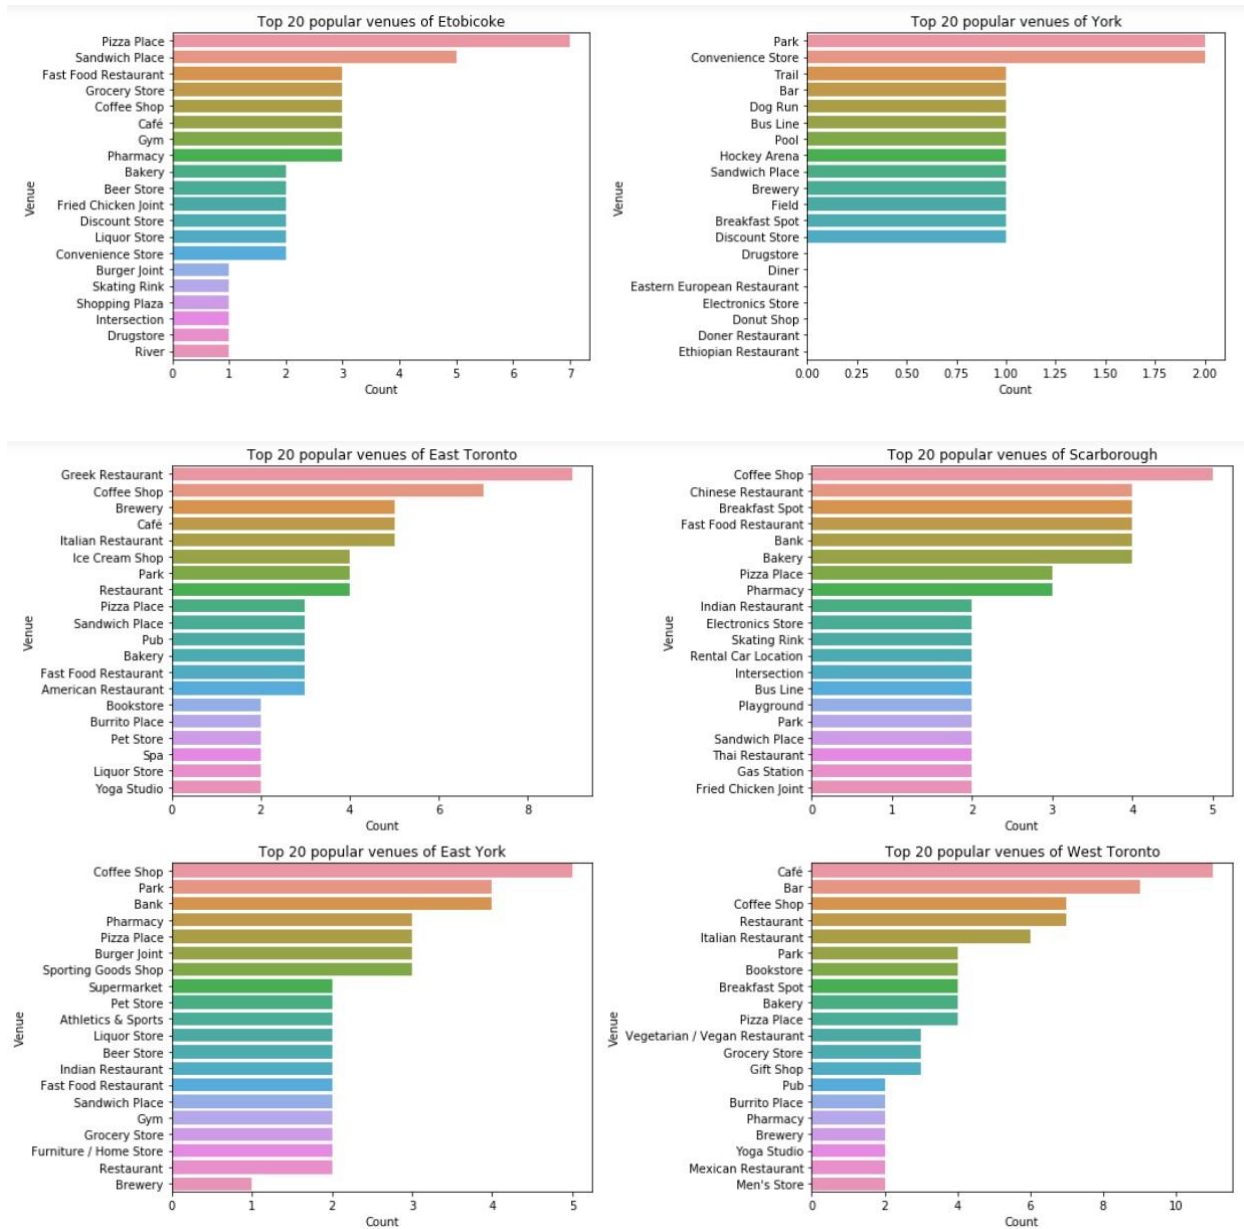 Top 20 popular venues of Etobicoke
Pizza Place
Sandwich Place
Fast Food Restaurant
Grocery Store
Coffee Shop
Café
Gym
Pharmacy
Bakery
Beer Store
Fried Chicken Joint
Discount Store
Liquor Store
Convenience Store
Burger Joint
Skating Rink
Shopping Plaza
Intersection
Drugstore
River
Venue
0 1 2 3 4 5 6 7
Count
Top 20 popular venues of York
Park
Convenience Store
Trail
Bar
Dog Run
Bus Line
Pool
Hockey Arena
Sandwich Place
Brewery
Field
Breakfast Spot
Discount Store
Drugstore
Diner
Eastern European Restaurant
Electronics Store
Donut Shop
Doner Restaurant
Ethiopian Restaurant
Venue
0.00 0.25 0.50 0.75 1.00 1.25 1.50 1.75 2.00
Count
Top 20 popular venues of East Toronto
Greek Restaurant
Coffee Shop
Brewery
Café
Italian Restaurant
Ice Cream Shop
Park
Restaurant
Pizza Place
Sandwich Place
Pub
Bakery
Fast Food Restaurant
American Restaurant
Bookstore
Burrito Place
Pet Store
Spa
Liquor Store
Yoga Studio
Venue
0 2 4 6 8
Count
Top 20 popular venues of Scarborough
Coffee Shop
Chinese Restaurant
Breakfast Spot
Fast Food Restaurant
Bank
Bakery
Pizza Place
Pharmacy
Indian Restaurant
Electronics Store
Skating Rink
Rental Car Location
Intersection
Bus Line
Playground
Park
Sandwich Place
Thai Restaurant
Gas Station
Fried Chicken Joint
Venue
0 1 2 3 4 5
Count
Top 20 popular venues of East York
Coffee Shop
Park
Bank
Pharmacy
Pizza Place
Burger Joint
Sporting Goods Shop
Supermarket
Pet Store
Athletics & Sports
Liquor Store
Beer Store
Indian Restaurant
Fast Food Restaurant
Sandwich Place
Gym
Grocery Store
Furniture / Home Store
Restaurant
Brewery
Venue
0 1 2 3 4 5
Count
Top 20 popular venues of West Toronto
Café
Bar
Coffee Shop
Restaurant
Italian Restaurant
Park
Bookstore
Breakfast Spot
Bakery
Pizza Place
Vegetarian / Vegan Restaurant
Grocery Store
Gift Shop
Pub
Burrito Place
Pharmacy
Brewery
Yoga Studio
Mexican Restaurant
Men's Store
Venue
0 2 4 6 8 10
Count